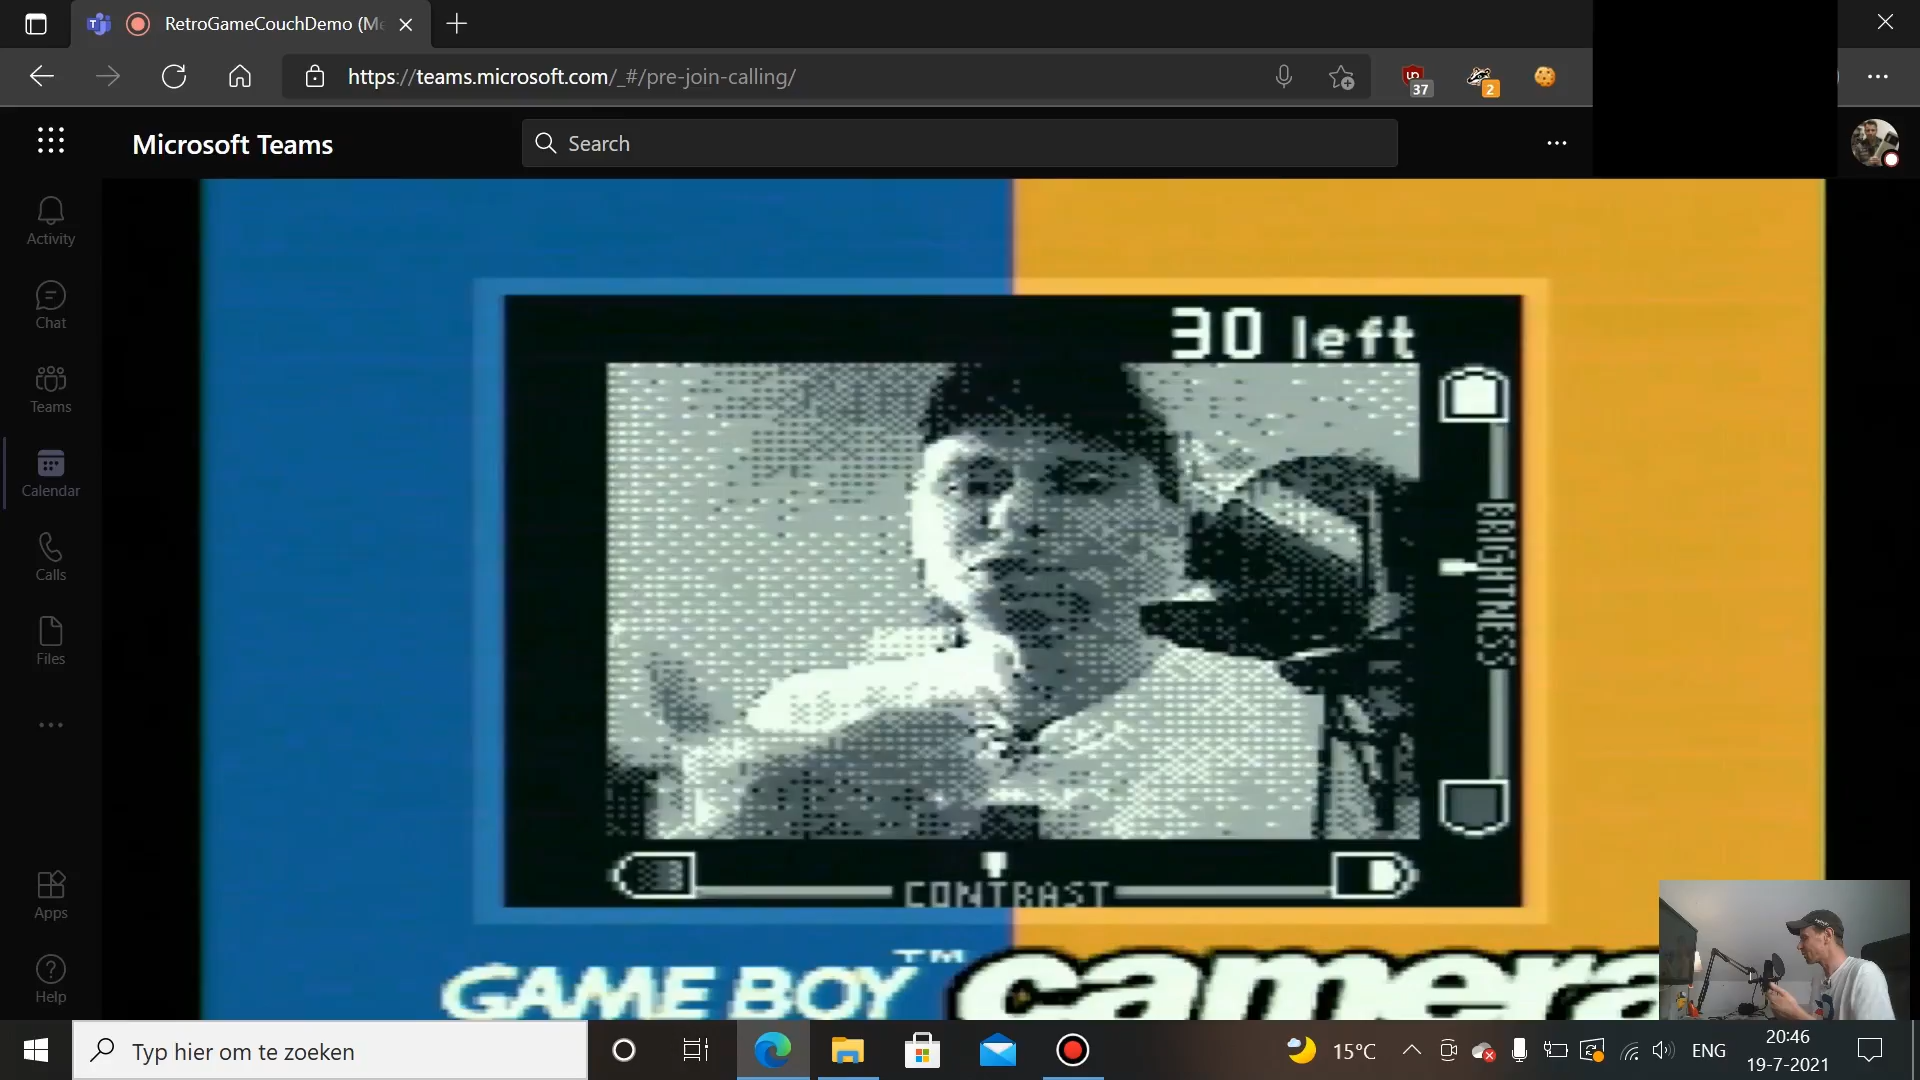 RetroGameCouchDemo (Me
https://teams.microsoft.com/_#/pre-join-calling/
37
2
Microsoft Teams
Search
Activity
Chat
Teams
Calendar
Calls
Files
Apps
Help
30 left
BRIGHTNESS
CONTRAST
GAME BOY™ camera
Typ hier om te zoeken
15°C
ENG
20:46
19-7-2021